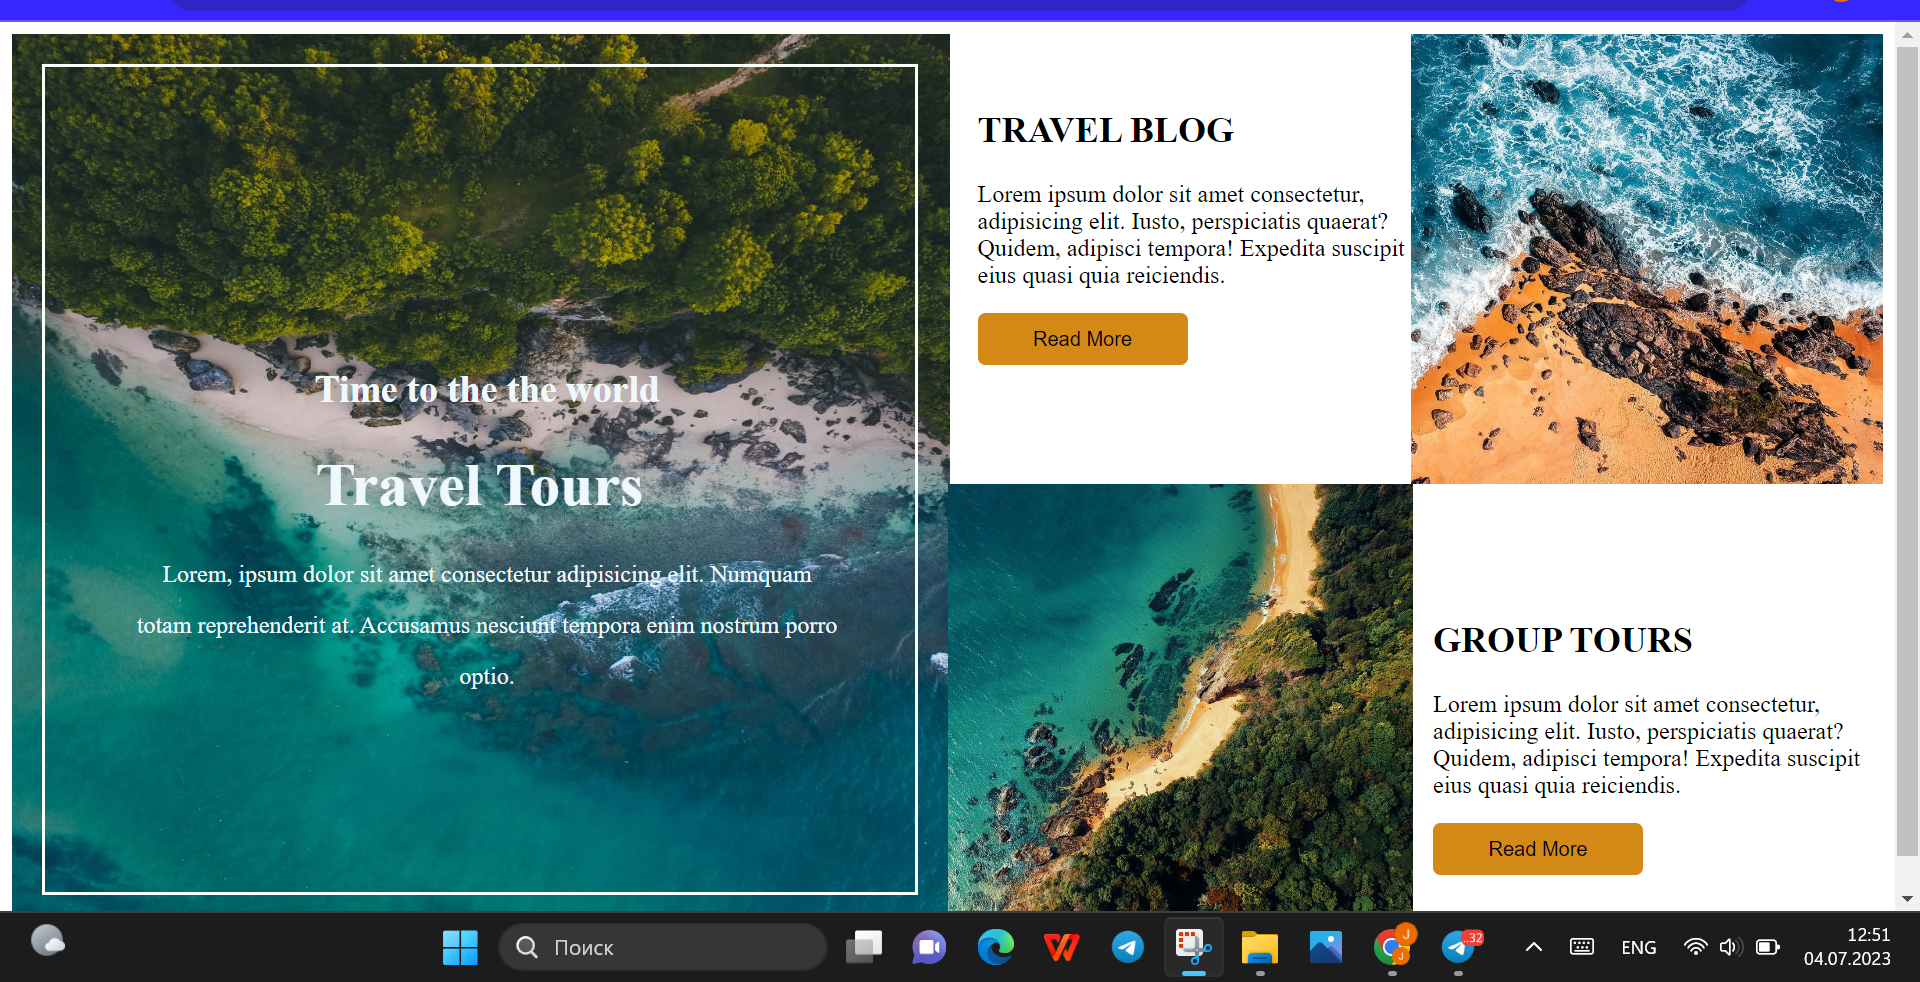 Time to the the world
Travel Tours
Lorem, ipsum dolor sit amet consectetur adipisicing elit. Numquam
totam reprehenderit at. Accusamus nesciunt tempora enim nostrum porro
optio.
TRAVEL BLOG
Lorem ipsum dolor sit amet consectetur,
adipisicing elit. Iusto, perspiciatis quaerat?
Quidem, adipisci tempora! Expedita suscipit
eius quasi quia reiciendis.
Read More
GROUP TOURS
Lorem ipsum dolor sit amet consectetur,
adipisicing elit. Iusto, perspiciatis quaerat?
Quidem, adipisci tempora! Expedita suscipit
eius quasi quia reiciendis.
Read More
Поиск
J
J
..32
ENG
12:51
04.07.2023